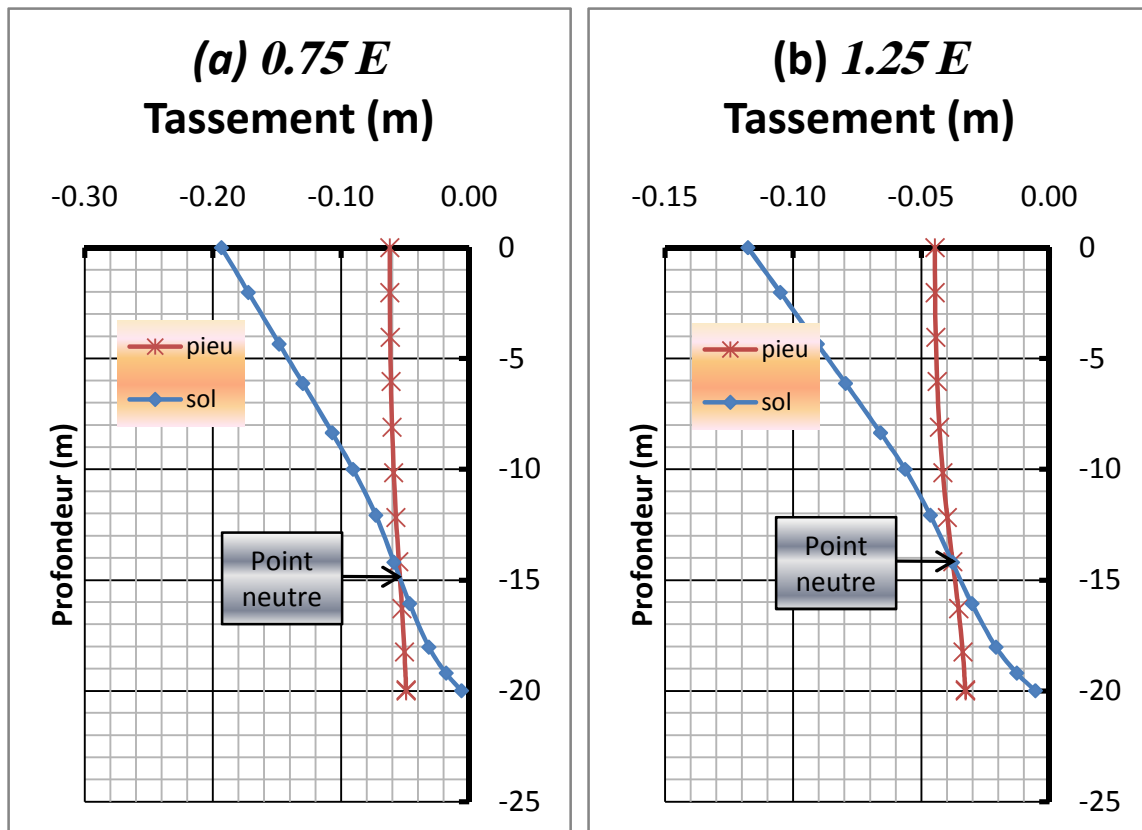 (a) 0.75 E
Tassement (m)
-0.30 -0.20 -0.10 0.00
0
-5
-10
-15
-20
-25
Profondeur (m)
pieu
sol
Point
neutre
(b) 1.25 E
Tassement (m)
-0.15 -0.10 -0.05 0.00
0
-5
-10
-15
-20
-25
Profondeur (m)
pieu
sol
Point
neutre